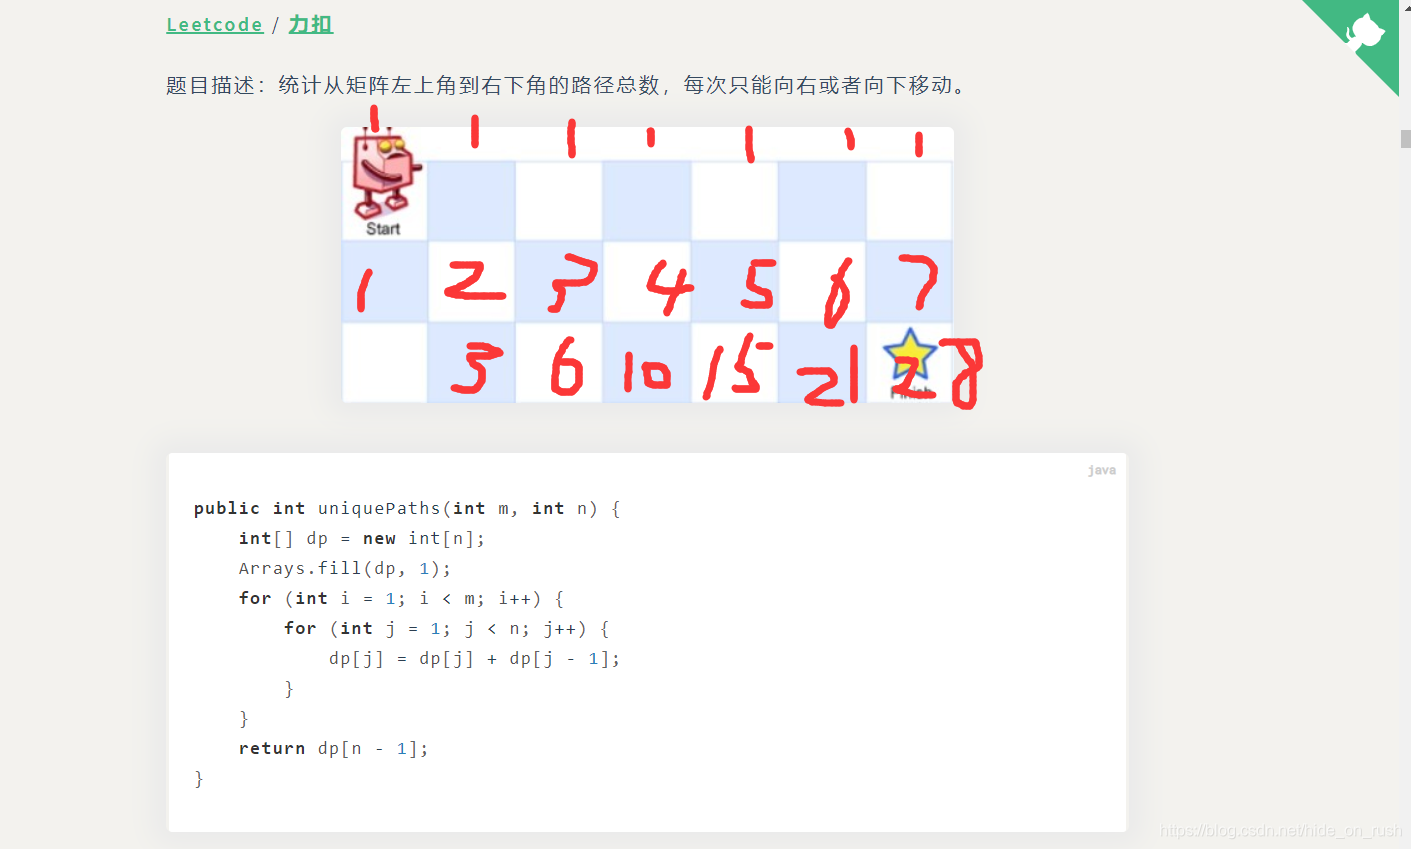 Leetcode / 力扣
题目描述：统计从矩阵左上角到右下角的路径总数，每次只能向右或者向下移动。
1 1 1 1 1 1 1
Start
1 2 3 4 5 6 7
3 6 10 15 21 28
Finish
java
public int uniquePaths(int m, int n) {
int[] dp = new int[n];
Arrays.fill(dp, 1);
for (int i = 1; i < m; i++) {
for (int j = 1; j < n; j++) {
dp[j] = dp[j] + dp[j - 1];
}
}
return dp[n - 1];
}
https://blog.csdn.net/hide_on_rush